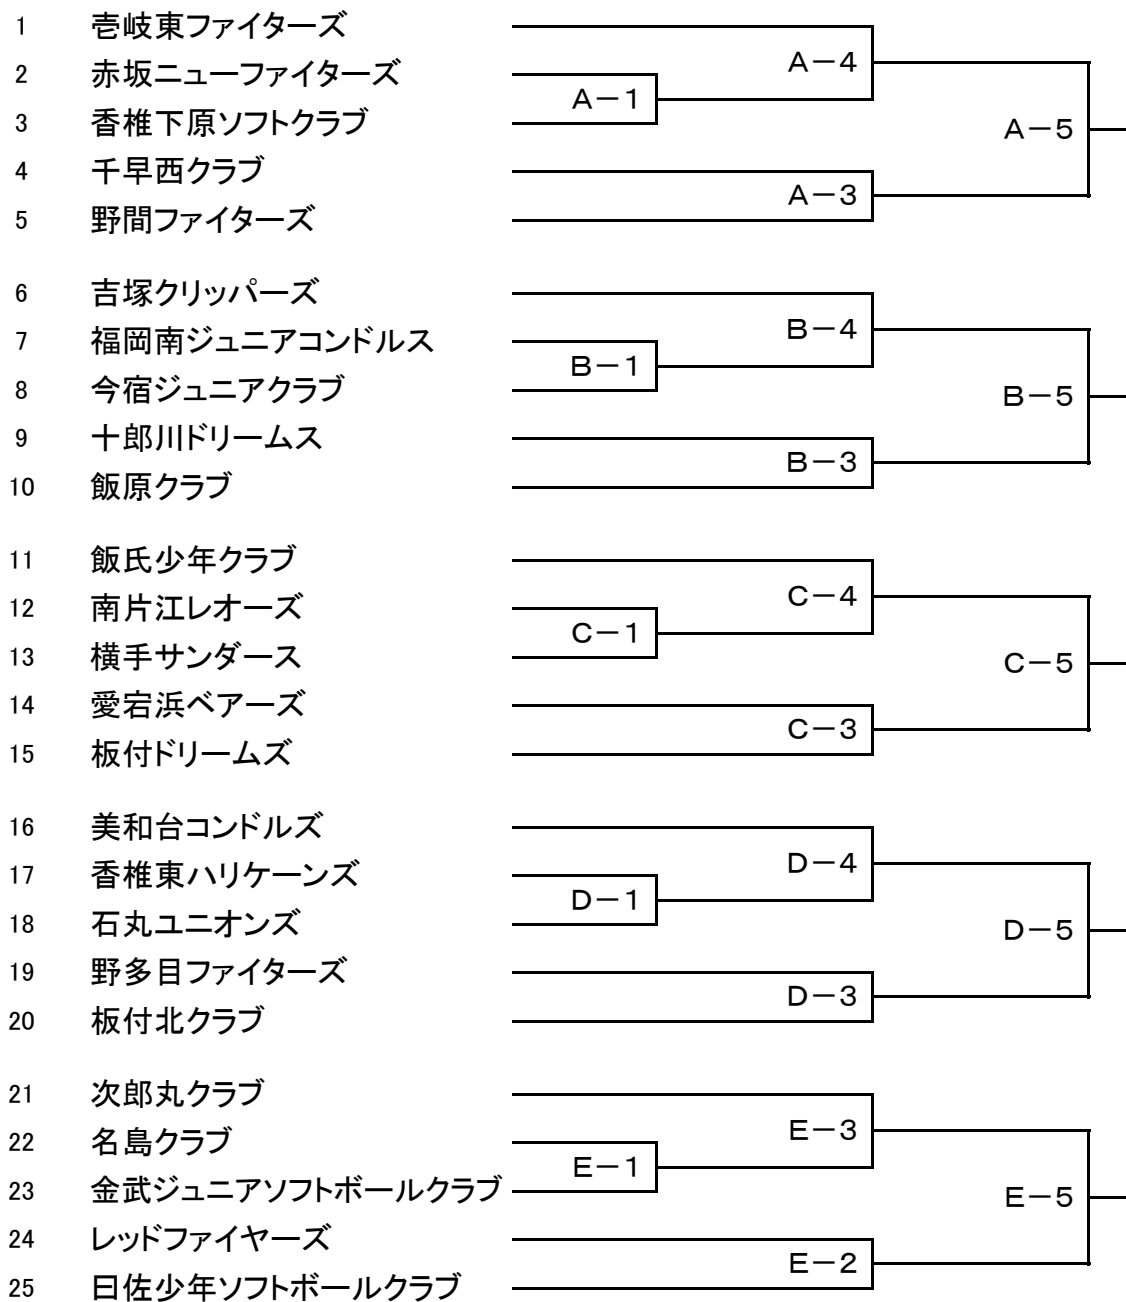 1 壱岐東ファイターズ
A－4
2 赤坂ニューファイターズ
A－1
3 香椎下原ソフトクラブ
A－5
4 千早西クラブ
A－3
5 野間ファイターズ
6 吉塚クリッパーズ
B－4
7 福岡南ジュニアコンドルス
B－1
8 今宿ジュニアクラブ
B－5
9 十郎川ドリームス
B－3
10 飯原クラブ
11 飯氏少年クラブ
C－4
12 南片江レオーズ
C－1
13 横手サンダース
C－5
14 愛宕浜ベアーズ
C－3
15 板付ドリームズ
16 美和台コンドルズ
D－4
17 香椎東ハリケーンズ
D－1
18 石丸ユニオンズ
D－5
19 野多目ファイターズ
D－3
20 板付北クラブ
21 次郎丸クラブ
E－3
22 名島クラブ
E－1
23 金武ジュニアソフトボールクラブ
E－5
24 レッドファイヤーズ
E－2
25 曰佐少年ソフトボールクラブ